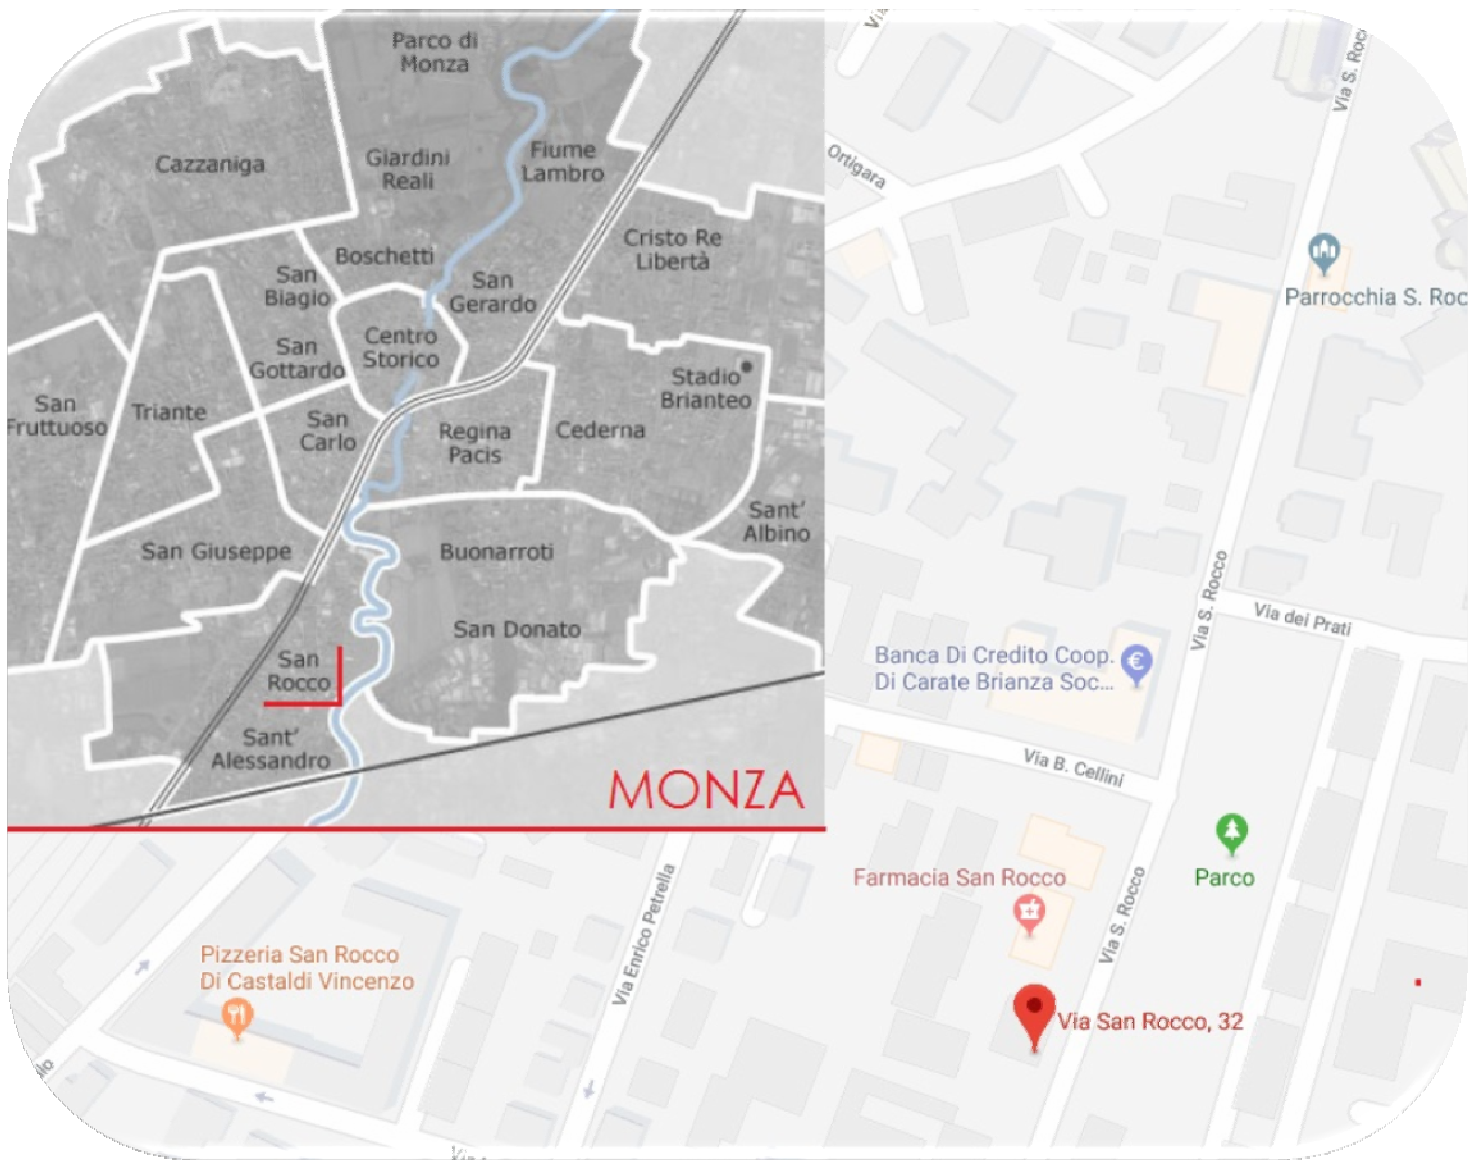 Parco di
Monza
Cazzaniga
Giardini
Reali
Fiume
Lambro
Cristo Re
Libertà
Boschetti
San
Biagio
San
Gerardo
Centro
Storico
San
Gottardo
Stadio
Brianteo
San
Fruttuoso
Triante
San
Carlo
Regina
Pacis
Cederna
Sant'
Albino
San Giuseppe
Buonarroti
San Donato
San
Rocco
Sant'
Alessandro
MONZA
Via S. Roc
Ortigara
Parrocchia S. Roc
Via S. Rocco
Via dei Prati
Banca Di Credito Coop.
Di Carate Brianza Soc...
Via B. Cellini
Parco
Farmacia San Rocco
Via S. Rocco
Via Enrico Petrella
Pizzeria San Rocco
Di Castaldi Vincenzo
Via San Rocco, 32